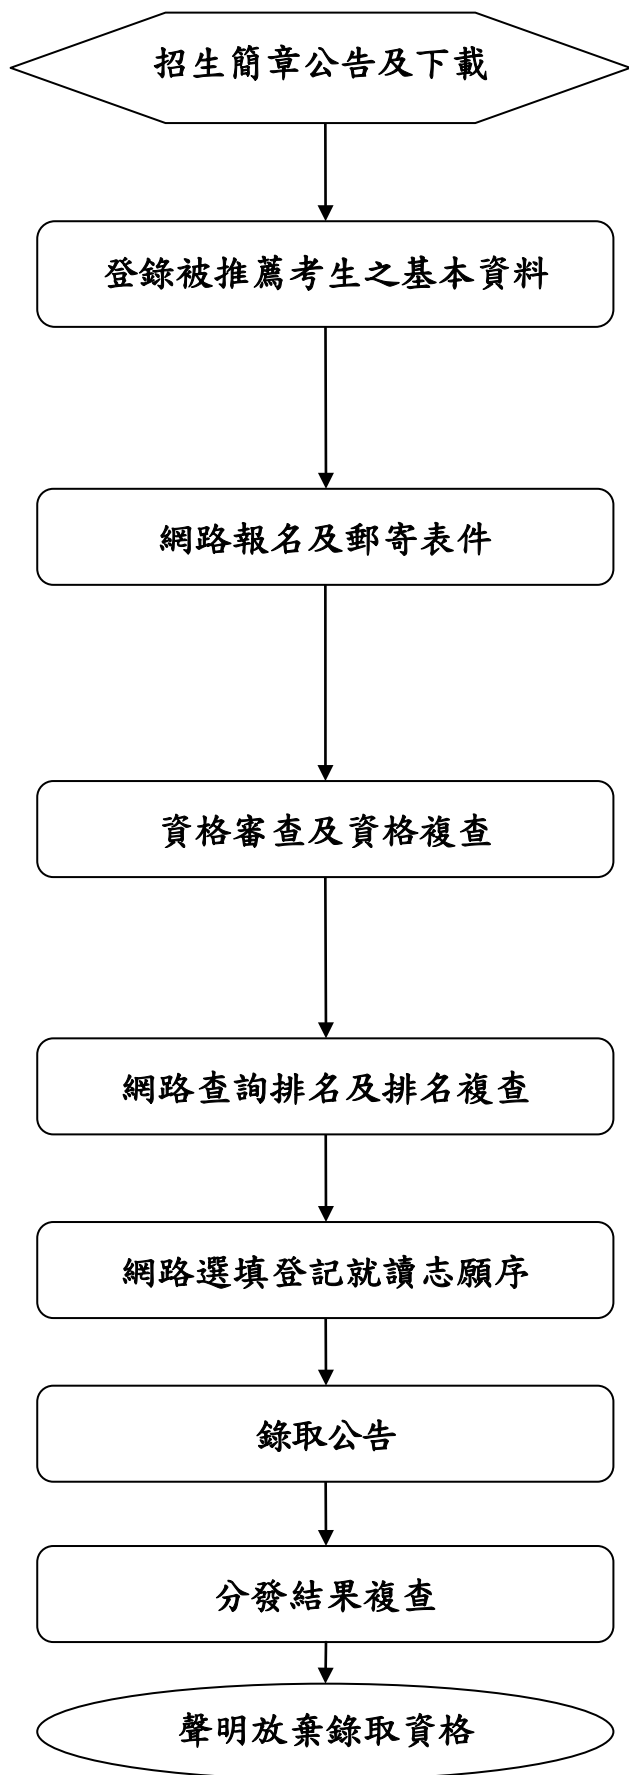 招生簡章公告及下載
登錄被推薦考生之基本資料
網路報名及郵寄表件
資格審查及資格複查
網路查詢排名及排名複查
網路選填登記就讀志願序
錄取公告
分發結果複查
聲明放棄錄取資格